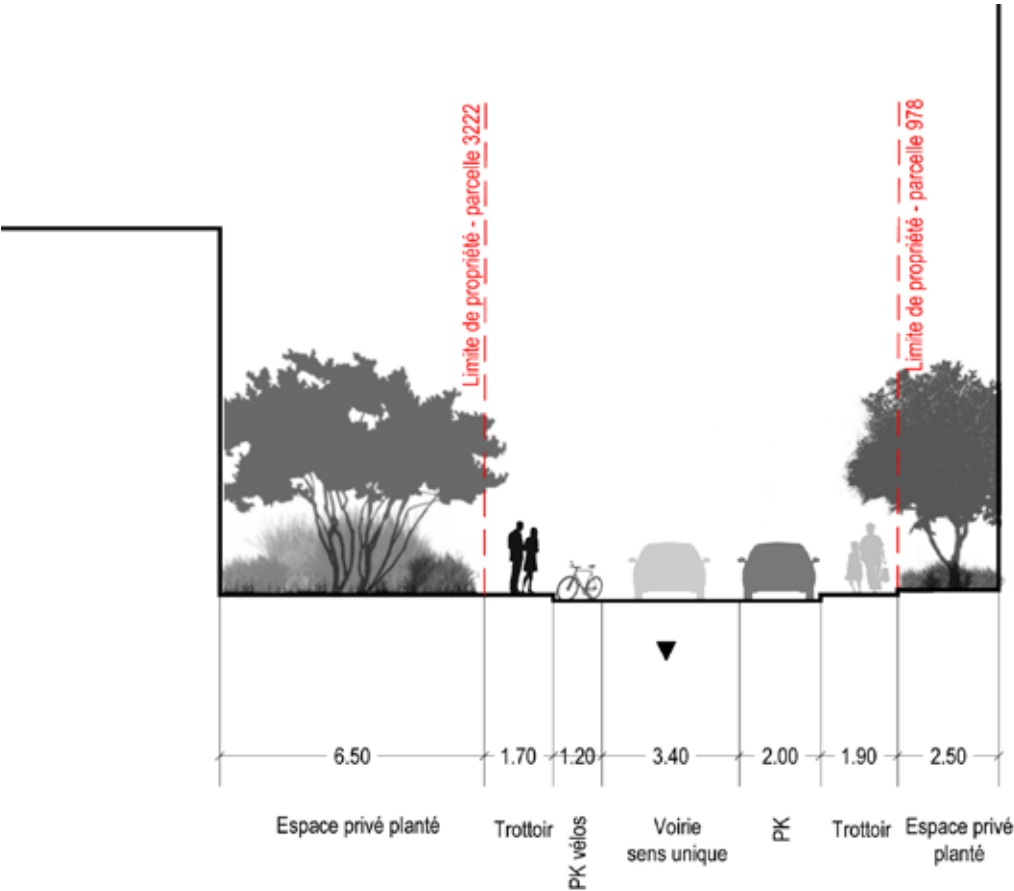 Limite de propriété - parcelle 3222
Limite de propriété - parcelle 978
6.50
1.70
1.20
3.40
2.00
1.90
2.50
Espace privé planté
Trottoir
PK vélos
Voirie
sens unique
PK
Trottoir
Espace privé
planté